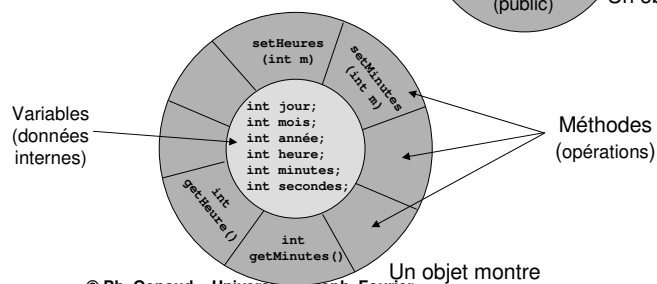 (public)
setHeures
(int m)
setMinutes
(int m)
Variables
(données
internes)
int jour;
int mois;
int année;
int heure;
int minutes;
int secondes;
Méthodes
(opérations)
int
getHeure()
int
getMinutes()
Un objet montre